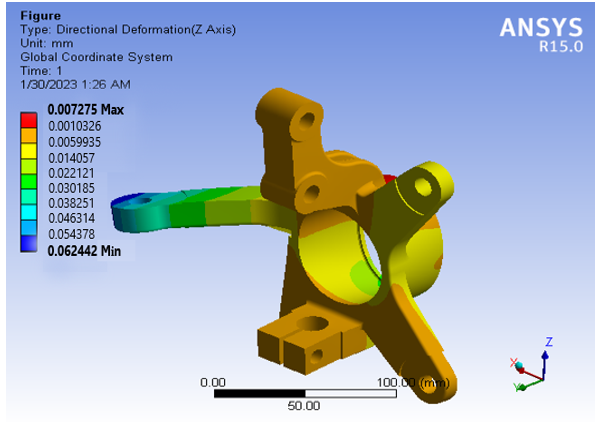 Figure
Type: Directional Deformation(Z Axis)
Unit: mm
Global Coordinate System
Time: 1
1/30/2023 1:26 AM
ANSYS
R15.0
0.007275 Max
0.0010326
0.0059935
0.014057
0.022121
0.030185
0.038251
0.046314
0.054378
0.062442 Min
0.00
100.00 (mm)
50.00
Z
X
Y